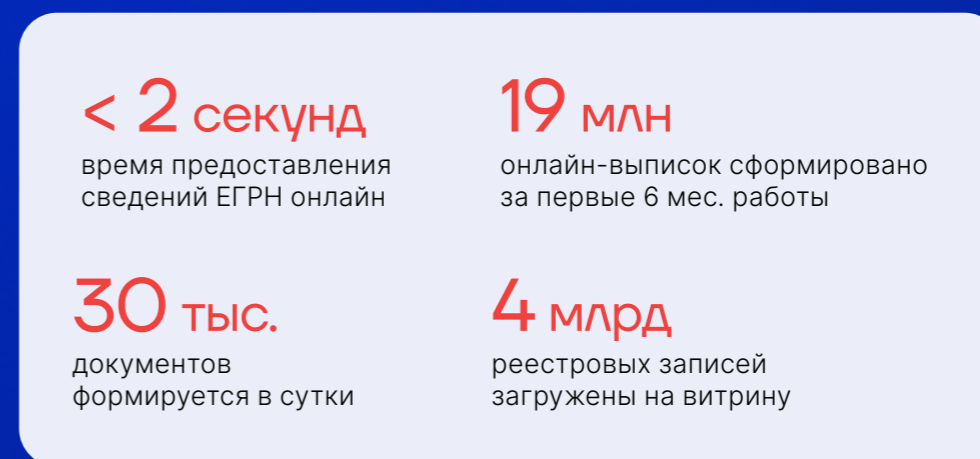 < 2 секунд
время предоставления
сведений ЕГРН онлайн
19 млн
онлайн-выписок сформировано
за первые 6 мес. работы
30 тыс.
документов
формируется в сутки
4 млрд
реестровых записей
загружены на витрину